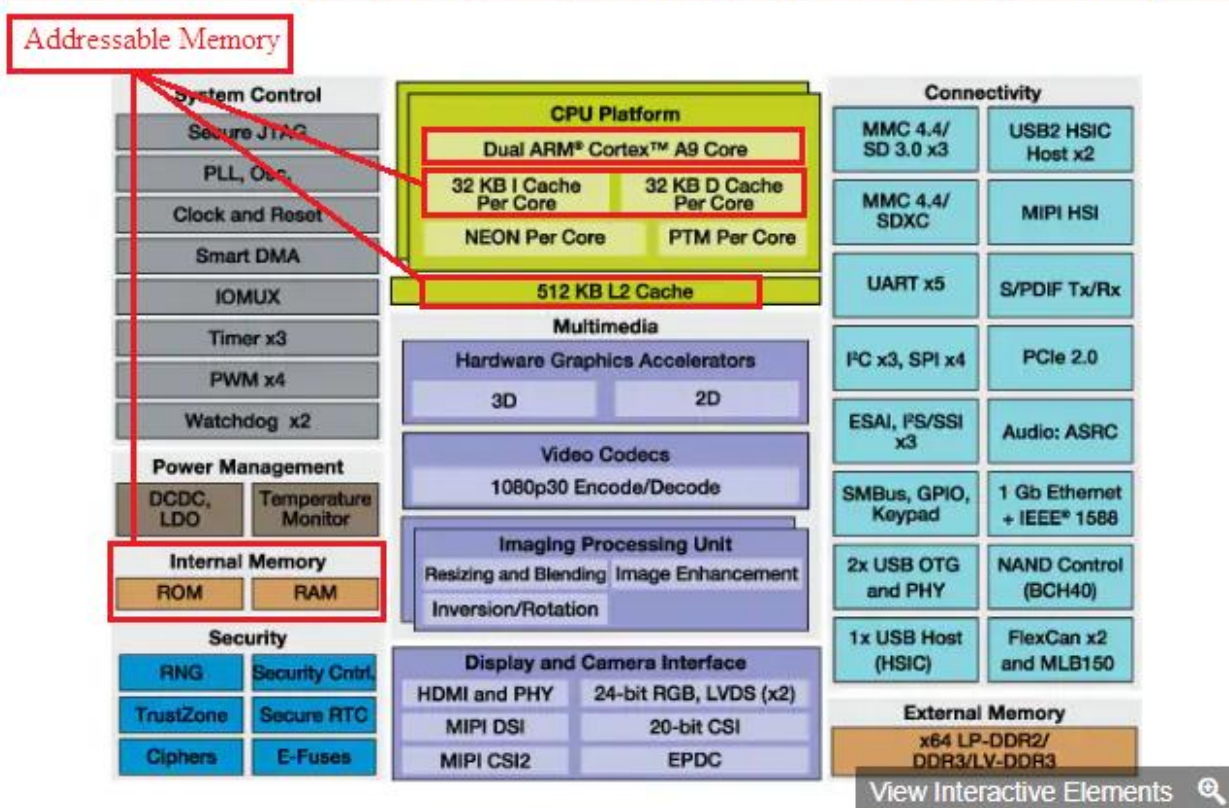 Addressable Memory
System Control
Secure JTAG
PLL, Osc.
Clock and Reset
Smart DMA
IOMUX
Timer x3
PWM x4
Watchdog x2
Power Management
DCDC,
LDO
Temperature
Monitor
Internal Memory
ROM
RAM
Security
RNG
Security Cntrl.
TrustZone
Secure RTC
Ciphers
E-Fuses
CPU Platform
Dual ARM® Cortex™ A9 Core
32 KB I Cache
Per Core
32 KB D Cache
Per Core
NEON Per Core
PTM Per Core
512 KB L2 Cache
Multimedia
Hardware Graphics Accelerators
3D
2D
Video Codecs
1080p30 Encode/Decode
Imaging Processing Unit
Resizing and Blending
Image Enhancement
Inversion/Rotation
Display and Camera Interface
HDMI and PHY
24-bit RGB, LVDS (x2)
MIPI DSI
20-bit CSI
MIPI CSI2
EPDC
Connectivity
MMC 4.4/
SD 3.0 x3
USB2 HSIC
Host x2
MMC 4.4/
SDXC
MIPI HSI
UART x5
S/PDIF Tx/Rx
I²C x3, SPI x4
PCIe 2.0
ESAI, I²S/SSI
x3
Audio: ASRC
SMBus, GPIO,
Keypad
1 Gb Ethernet
+ IEEE® 1588
2x USB OTG
and PHY
NAND Control
(BCH40)
1x USB Host
(HSIC)
FlexCan x2
and MLB150
External Memory
x64 LP-DDR2/
DDR3/LV-DDR3
View Interactive Elements